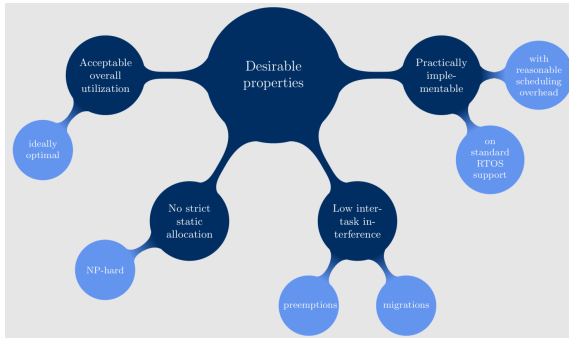 Desirable
properties
Acceptable
overall
utilization
ideally
optimal
No strict
static
allocation
NP-hard
Low inter-
task in-
terference
preemptions
migrations
Practically
imple-
mentable
with
reasonable
scheduling
overhead
on
standard
RTOS
support